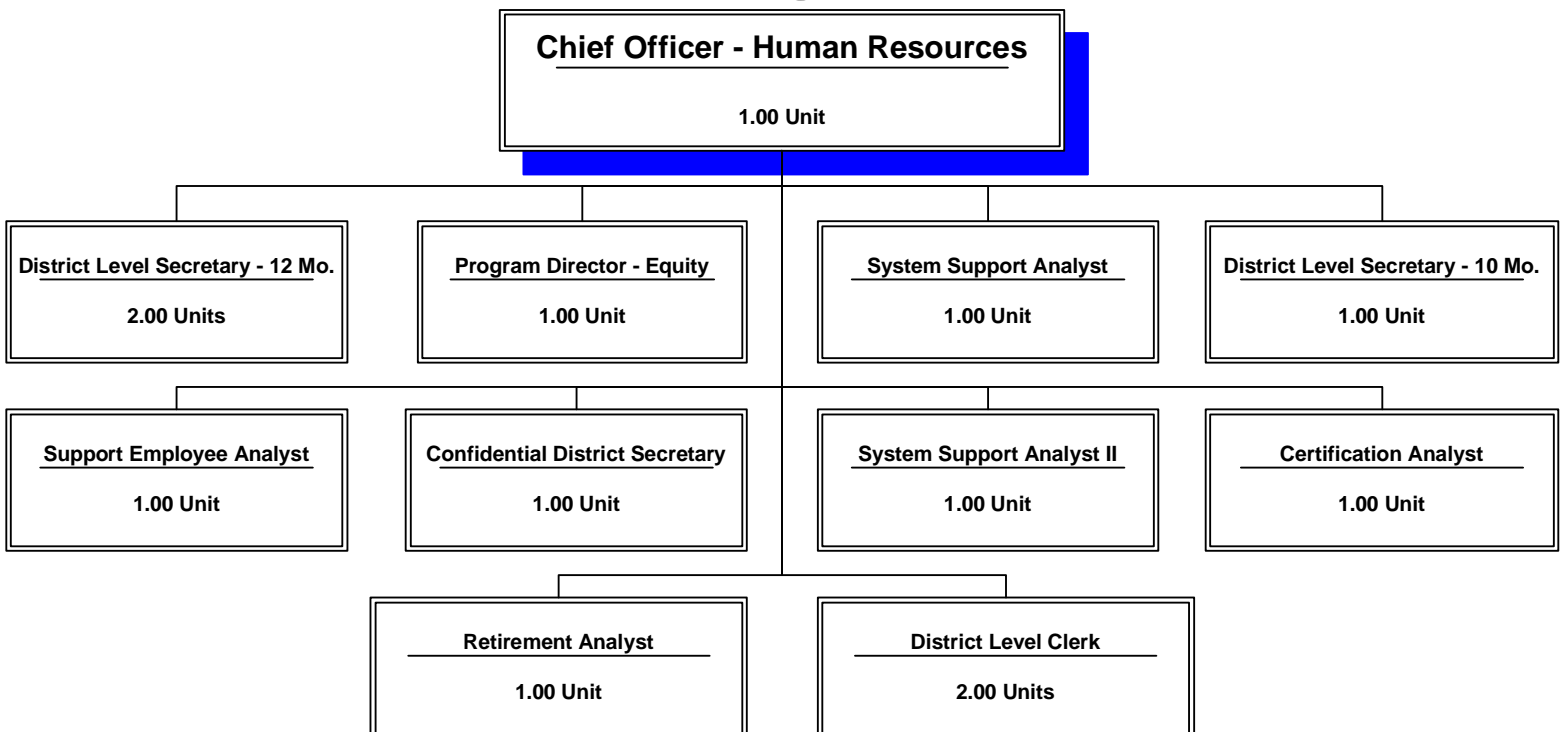 Chief Officer - Human Resources
1.00 Unit
District Level Secretary - 12 Mo.
2.00 Units
Program Director - Equity
1.00 Unit
System Support Analyst
1.00 Unit
District Level Secretary - 10 Mo.
1.00 Unit
Support Employee Analyst
1.00 Unit
Confidential District Secretary
1.00 Unit
System Support Analyst II
1.00 Unit
Certification Analyst
1.00 Unit
Retirement Analyst
1.00 Unit
District Level Clerk
2.00 Units